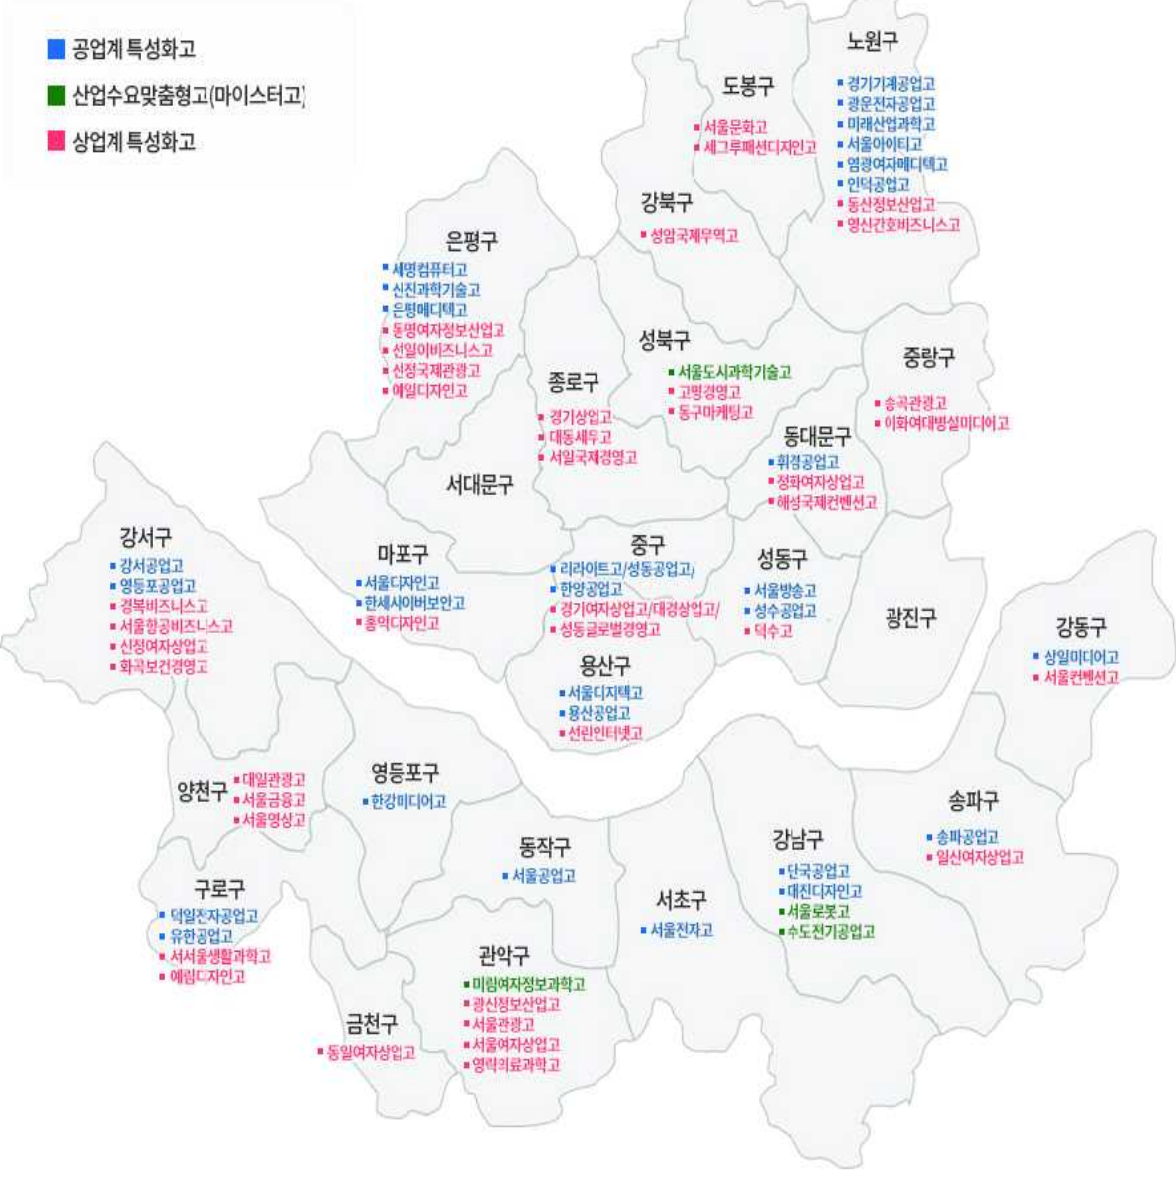 공업계 특성화고
산업수요맞춤형고(마이스터고)
상업계 특성화고
노원구
경기기계공업고
광운전자공업고
미래산업과학고
서울아이티고
염광여자메디텍고
인덕공업고
동산정보산업고
영신간호비즈니스고
도봉구
서울문화고
세그루패션디자인고
강북구
성암국제무역고
은평구
세명컴퓨터고
신진과학기술고
은평메디텍고
동명여자정보산업고
선일이비즈니스고
신정국제관광고
예일디자인고
성북구
서울도시과학기술고
고명경영고
동구마케팅고
중랑구
송곡관광고
이화여대병설미디어고
종로구
경기상업고
대동세무고
서일국제경영고
동대문구
휘경공업고
정화여자상업고
해성국제컨벤션고
서대문구
강서구
강서공업고
영등포공업고
경복비즈니스고
서울항공비즈니스고
신정여자상업고
화곡보건경영고
마포구
서울디자인고
한세사이버보안고
홍익디자인고
중구
리라아트고/성동공업고/
한양공업고
경기여자상업고/대경상업고/
성동글로벌경영고
성동구
서울방송고
성수공업고
덕수고
광진구
강동구
상일미디어고
서울컨벤션고
용산구
서울디지텍고
용산공업고
선린인터넷고
양천구
대일관광고
서울금융고
서울영상고
영등포구
한강미디어고
송파구
송파공업고
일신여자상업고
강남구
단국공업고
대진디자인고
서울로봇고
수도전기공업고
동작구
서울공업고
서초구
서울전자고
구로구
덕일전자공업고
유한공업고
서서울생활과학고
예림디자인고
관악구
미림여자정보과학고
광신정보산업고
서울관광고
서울여자상업고
영락의료과학고
금천구
동일여자상업고